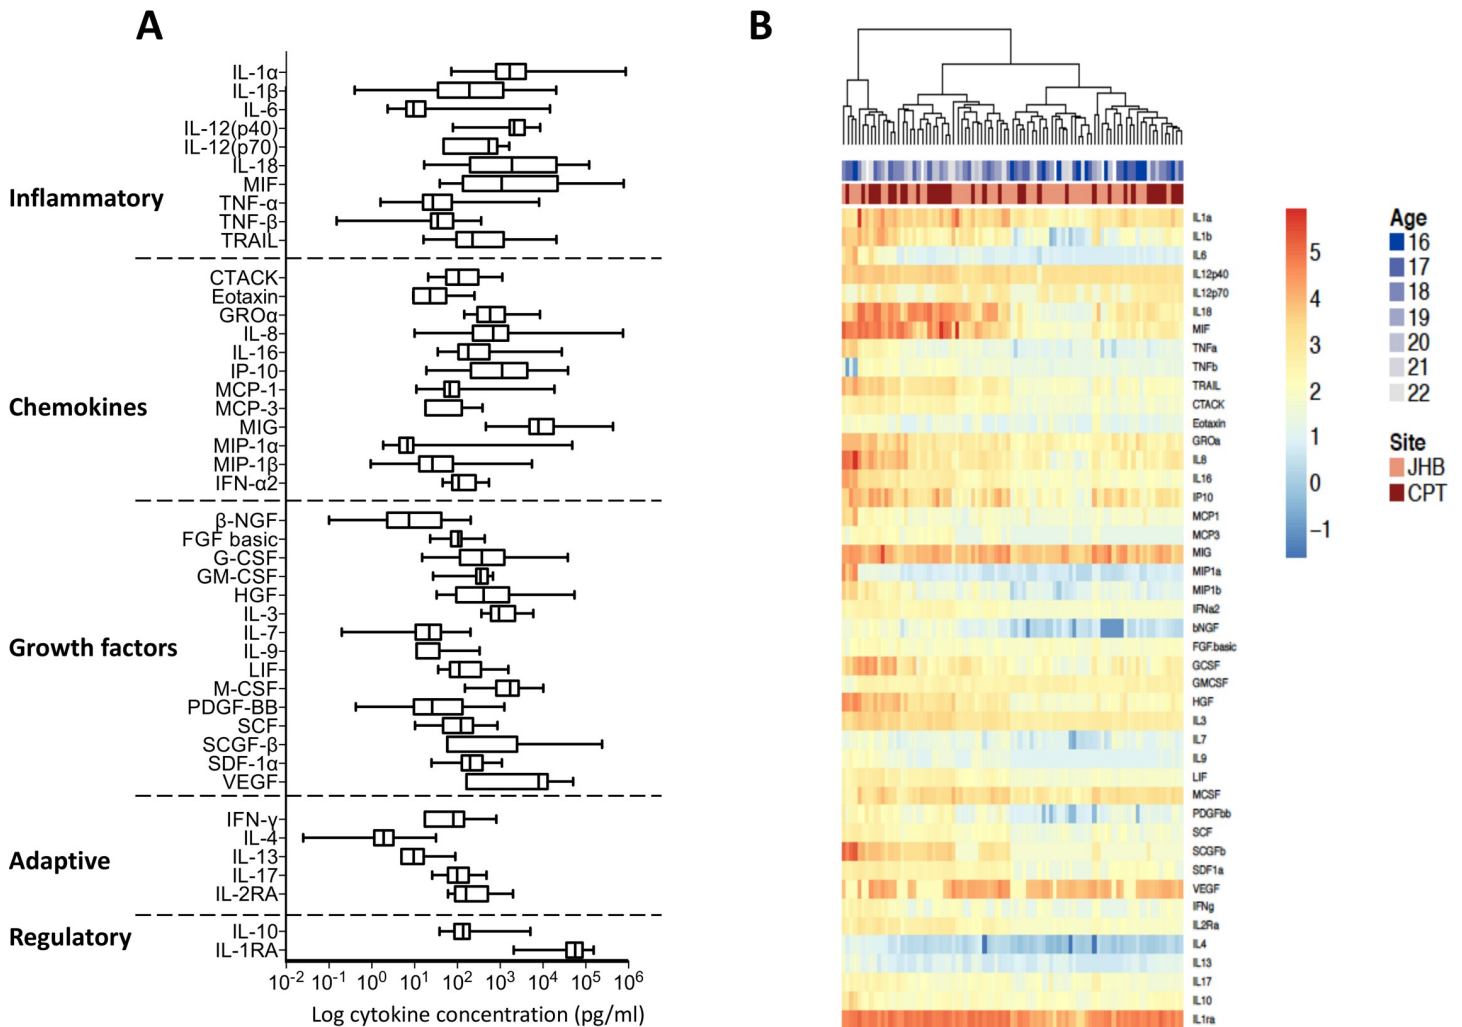 A
Inflammatory
IL-1α
IL-1β
IL-6
IL-12(p40)
IL-12(p70)
IL-18
MIF
TNF-α
TNF-β
TRAIL
Chemokines
CTACK
Eotaxin
GROα
IL-8
IL-16
IP-10
MCP-1
MCP-3
MIG
MIP-1α
MIP-1β
IFN-α2
Growth factors
β-NGF
FGF basic
G-CSF
GM-CSF
HGF
IL-3
IL-7
IL-9
LIF
M-CSF
PDGF-BB
SCF
SCGF-β
SDF-1α
VEGF
Adaptive
IFN-γ
IL-4
IL-13
IL-17
IL-2RA
Regulatory
IL-10
IL-1RA
10-2 10-1 100 101 102 103 104 105 106
Log cytokine concentration (pg/ml)
B
IL1a
IL1b
IL6
IL12p40
IL12p70
IL18
MIF
TNFa
TNFb
TRAIL
CTACK
Eotaxin
GROa
IL8
IL16
IP10
MCP1
MCP3
MIG
MIP1a
MIP1b
IFNa2
bNGF
FGF.basic
GCSF
GMCSF
HGF
IL3
IL7
IL9
LIF
MCSF
PDGFbb
SCF
SCGFb
SDF1a
VEGF
IFNg
IL2Ra
IL4
IL13
IL17
IL10
IL1ra
5
4
3
2
1
0
−1
Age
16
17
18
19
20
21
22
Site
JHB
CPT